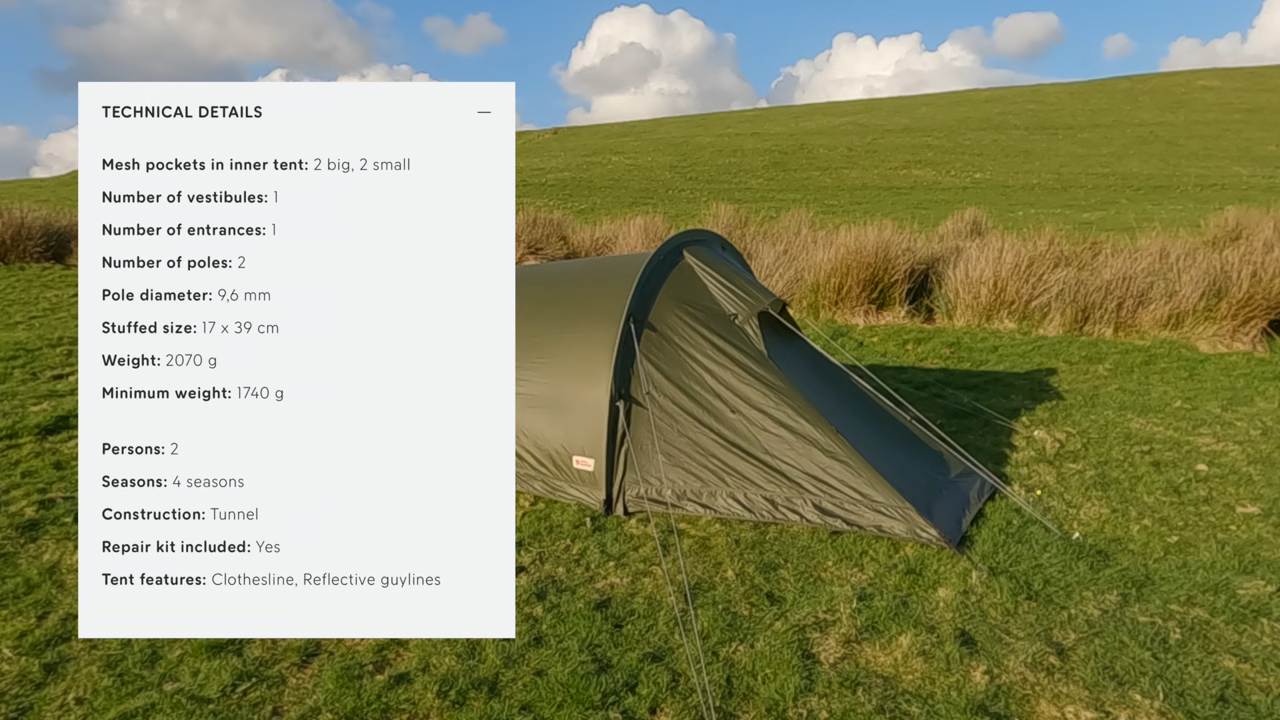 TECHNICAL DETAILS
Mesh pockets in inner tent: 2 big, 2 small
Number of vestibules: 1
Number of entrances: 1
Number of poles: 2
Pole diameter: 9,6 mm
Stuffed size: 17 x 39 cm
Weight: 2070 g
Minimum weight: 1740 g
Persons: 2
Seasons: 4 seasons
Construction: Tunnel
Repair kit included: Yes
Tent features: Clothesline, Reflective guylines